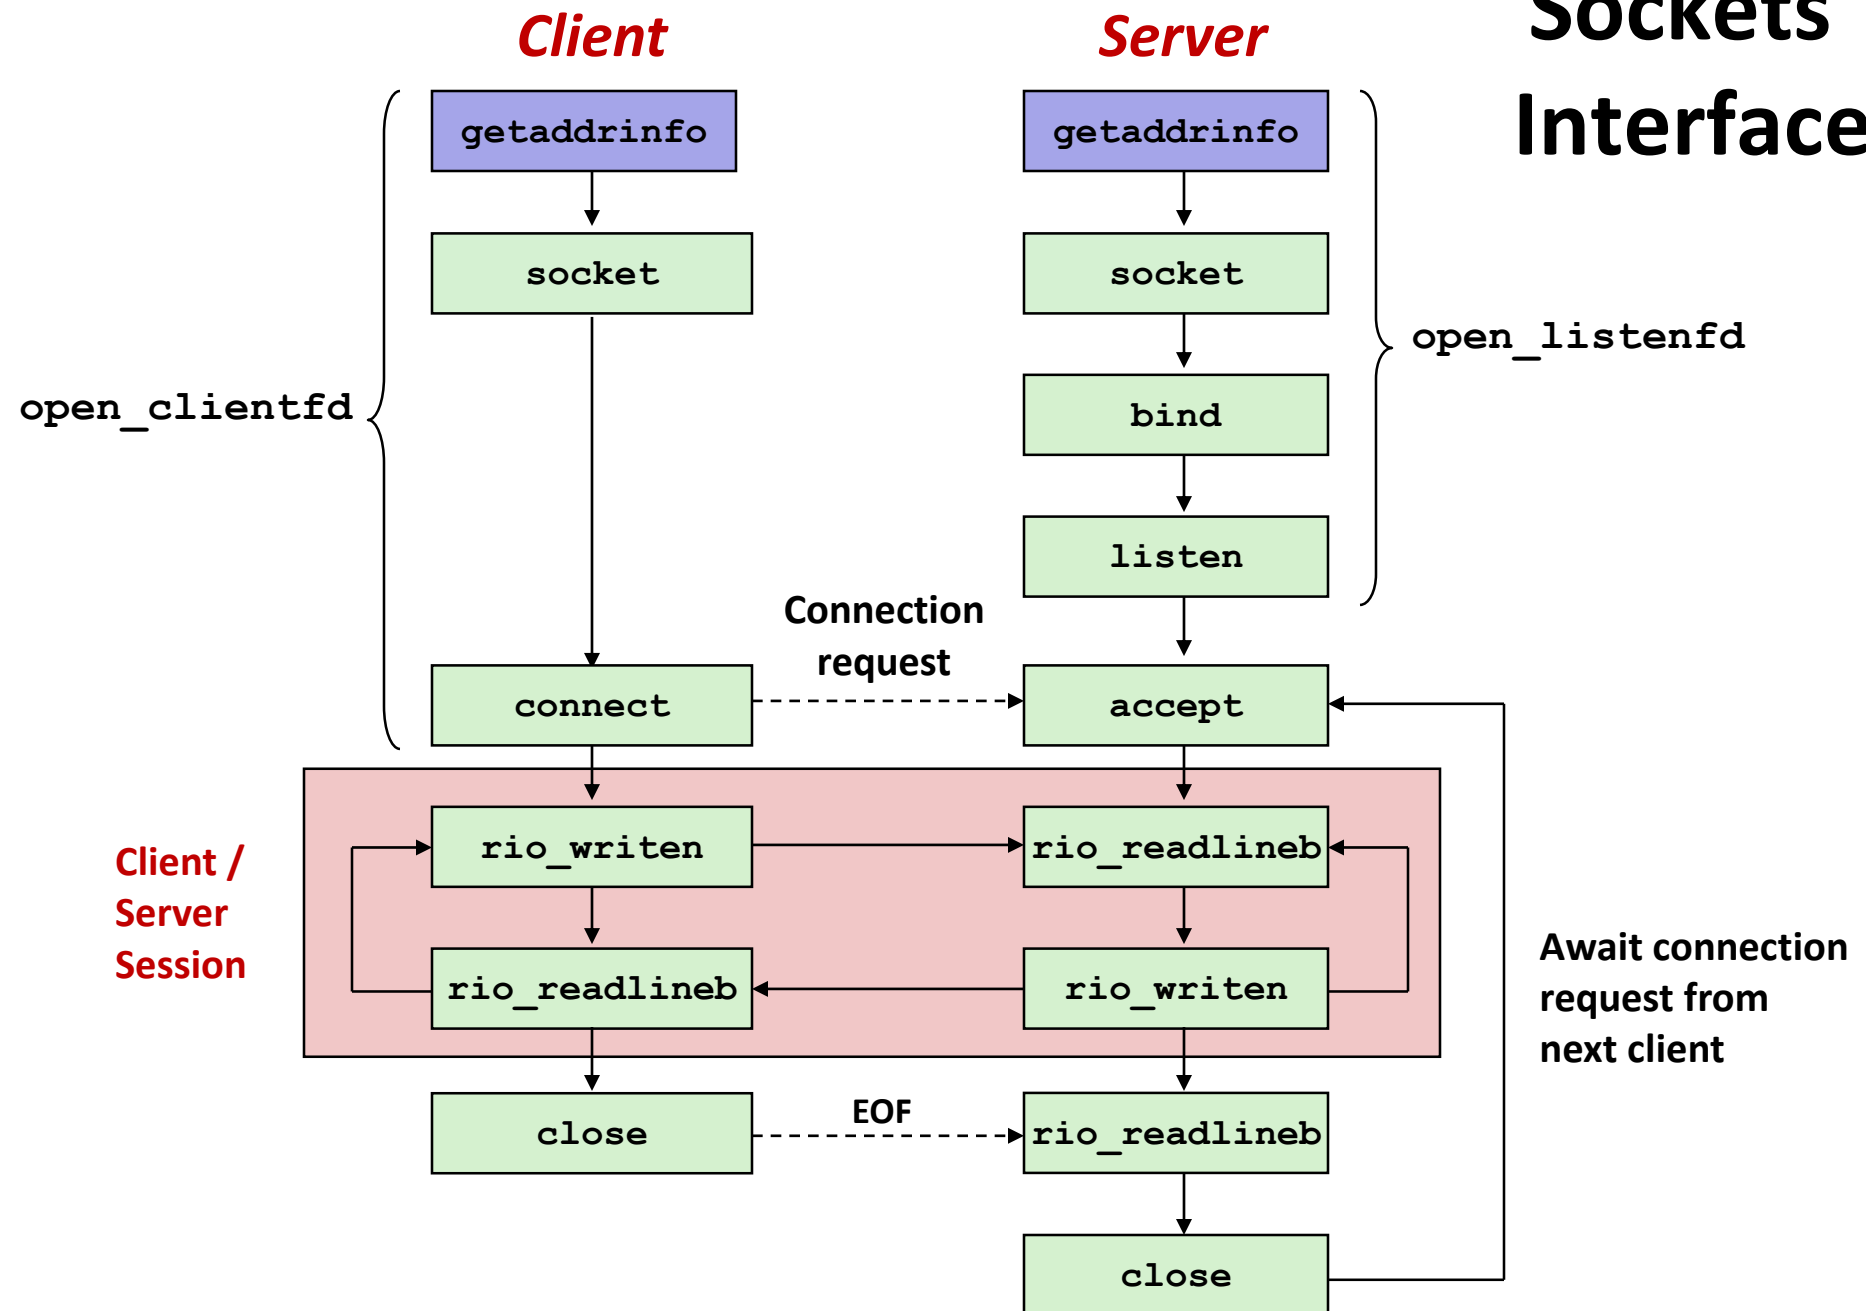 Sockets
Interface
Client
Server
getaddrinfo
getaddrinfo
socket
socket
open_listenfd
open_clientfd
bind
listen
Connection
request
connect
accept
Client /
Server
Session
rio_writen
rio_readlineb
rio_readlineb
rio_writen
Await connection
request from
next client
close
EOF
rio_readlineb
close